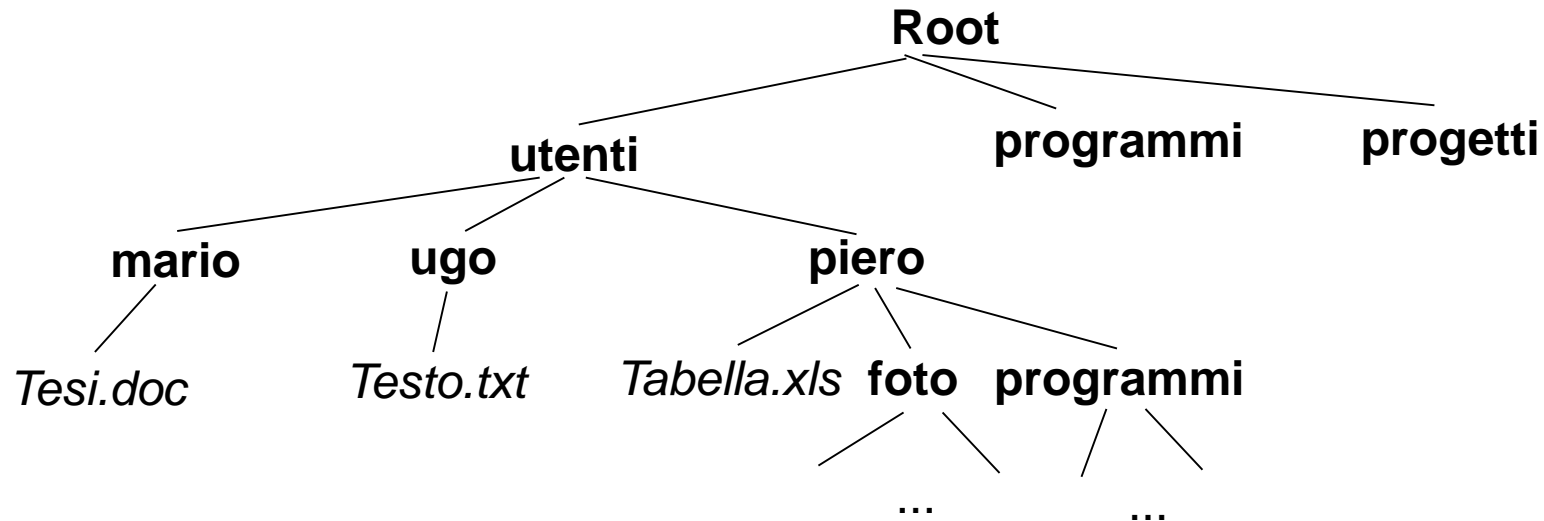 Root
utenti programmi progetti
mario ugo piero
Tesi.doc Testo.txt Tabella.xls foto programmi
... ...